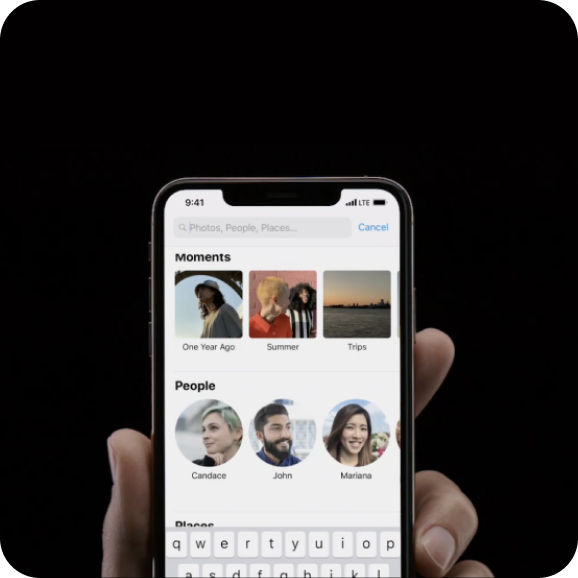 9:41 LTE
Photos, People, Places... Cancel
Moments
One Year Ago Summer Trips
People
Candace John Mariana
Places
q w e r t y u i o p
a s d f g h j k l